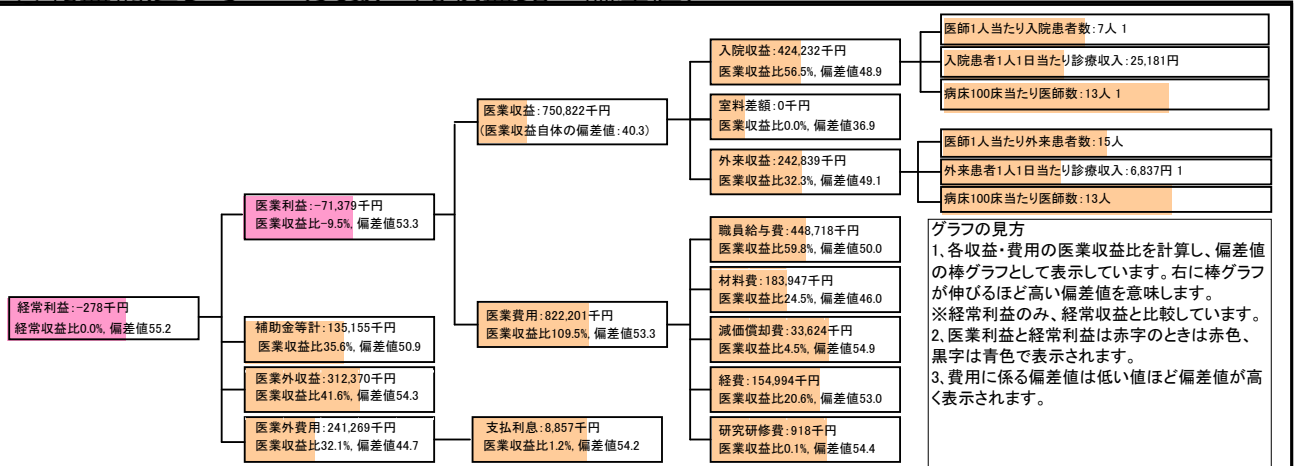 医師1人当たり入院患者数:7人 1
入院収益:424,232千円
医業収益比56.5%, 偏差値48.9
入院患者1人1日当たり診療収入:25,181円
病床100床当たり医師数:13人 1
医業収益:750,822千円
(医業収益自体の偏差値:40.3)
室料差額:0千円
医業収益比0.0%, 偏差値36.9
医師1人当たり外来患者数:15人
外来収益:242,839千円
医業収益比32.3%, 偏差値49.1
外来患者1人1日当たり診療収入:6,837円 1
病床100床当たり医師数:13人
医業利益:-71,379千円
医業収益比-9.5%, 偏差値53.3
職員給与費:448,718千円
医業収益比59.8%, 偏差値50.0
材料費:183,947千円
医業収益比24.5%, 偏差値46.0
経常利益:-278千円
経常収益比0.0%, 偏差値55.2
医業費用:822,201千円
医業収益比109.5%, 偏差値53.3
補助金等計:135,155千円
医業収益比35.6%, 偏差値50.9
減価償却費:33,624千円
医業収益比4.5%, 偏差値54.9
医業外収益:312,370千円
医業収益比41.6%, 偏差値54.3
経費:154,994千円
医業収益比20.6%, 偏差値53.0
医業外費用:241,269千円
医業収益比32.1%, 偏差値44.7
支払利息:8,857千円
医業収益比1.2%, 偏差値54.2
研究研修費:918千円
医業収益比0.1%, 偏差値54.4
グラフの見方
1、各収益・費用の医業収益比を計算し、偏差値
の棒グラフとして表示しています。右に棒グラフ
が伸びるほど高い偏差値を意味します。
※経常利益のみ、経常収益と比較しています。
2、医業利益と経常利益は赤字のときは赤色、
黒字は青色で表示されます。
3、費用に係る偏差値は低い値ほど偏差値が高
く表示されます。